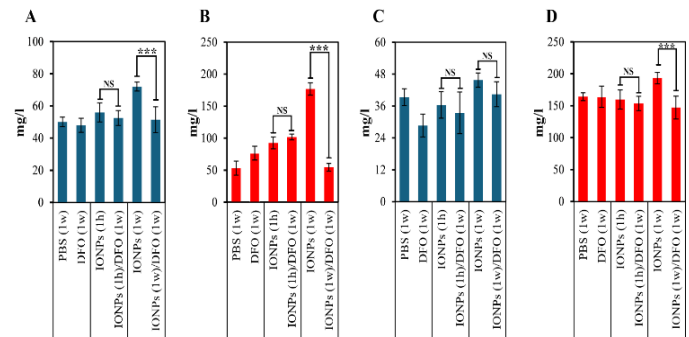 A
mg/l
100
80
60
40
20
0
NS
***
PBS (1w)
DFO (1w)
IONPs (1h)
IONPs (1h)/DFO (1w)
IONPs (1w)
IONPs (1w)/DFO (1w)
B
mg/l
250
200
150
100
50
0
NS
***
PBS (1w)
DFO (1w)
IONPs (1h)
IONPs (1h)/DFO (1w)
IONPs (1w)
IONPs (1w)/DFO (1w)
C
mg/l
60
48
36
24
12
0
NS
NS
PBS (1w)
DFO (1w)
IONPs (1h)
IONPs (1h)/DFO (1w)
IONPs (1w)
IONPs (1w)/DFO (1w)
D
mg/l
250
200
150
100
50
0
NS
***
PBS (1w)
DFO (1w)
IONPs (1h)
IONPs (1h)/DFO (1w)
IONPs (1w)
IONPs (1w)/DFO (1w)